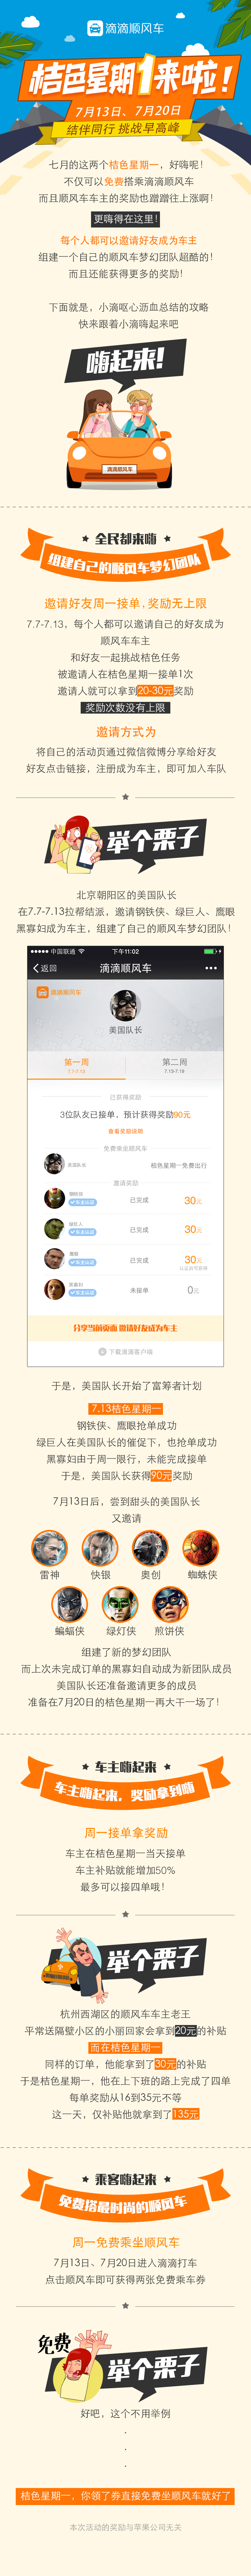 滴滴顺风车
桔色星期1来啦!
7月13日、7月20日
结伴同行 挑战早高峰
七月的这两个桔色星期一，好嗨呢!
不仅可以免费搭乘滴滴顺风车
而且顺风车车主的奖励也蹭蹭往上涨啊!
更嗨得在这里!
每个人都可以邀请好友成为车主
组建一个自己的顺风车梦幻团队超酷的!
而且还能获得更多的奖励!
下面就是，小滴呕心沥血总结的攻略
快来跟着小滴嗨起来吧
嗨起来!
滴滴顺风车
★ 全民都来嗨 ★
组建自己的顺风车梦幻团队
邀请好友周一接单,奖励无上限
7.7-7.13，每个人都可以邀请自己的好友成为
顺风车车主
和好友一起挑战桔色任务
被邀请人在桔色星期一接单1次
邀请人就可以拿到20-30元奖励
奖励次数没有上限
邀请方式为
将自己的活动页通过微信微博分享给好友
好友点击链接，注册成为车主，即可加入车队
举个栗子
北京朝阳区的美国队长
在7.7-7.13拉帮结派，邀请钢铁侠、绿巨人、鹰眼
黑寡妇成为车主，组建了自己的顺风车梦幻团队!
中国联通 下午11:02
返回 滴滴顺风车
滴滴顺风车
美国队长
第一周 第二周
7.7-7.13 7.13-7.19
已获得奖励
3位队友已接单，预计获得奖励90元
查看奖励说明
免费乘坐顺风车
美国队长 桔色星期一免费出行
邀请奖励
钢铁侠 车主认证 已完成 30元
绿巨人 车主认证 已完成 30元
鹰眼 车主认证 已完成 30元
黑寡妇 车主认证 未接单 0元
分享当前页面 邀请好友成为车主
下载滴滴客户端
于是，美国队长开始了富筹者计划
7.13桔色星期一
钢铁侠、鹰眼抢单成功
绿巨人在美国队长的催促下，也抢单成功
黑寡妇由于周一限行，未能完成接单
于是，美国队长获得90元奖励
7月13日后，尝到甜头的美国队长
又邀请
雷神 快银 奥创 蜘蛛侠
蝙蝠侠 绿灯侠 煎饼侠
组建了新的梦幻团队
而上次未完成订单的黑寡妇自动成为新团队成员
美国队长还准备邀请更多的成员
准备在7月20日的桔色星期一再大干一场了!
★ 车主嗨起来 ★
车主嗨起来，奖励拿到嗨
周一接单拿奖励
车主在桔色星期一当天接单
车主补贴就能增加50%
最多可以接四单哦!
举个栗子
杭州西湖区的顺风车车主老王
平常送隔壁小区的小丽回家会拿到20元的补贴
而在桔色星期一
同样的订单，他能拿到了30元的补贴
于是桔色星期一，他在上下班的路上完成了四单
每单奖励从16到35元不等
这一天，仅补贴他就拿到了135元
★ 乘客嗨起来 ★
免费搭最时尚的顺风车
周一免费乘坐顺风车
7月13日、7月20日进入滴滴打车
点击顺风车即可获得两张免费乘车券
免费
举个栗子
好吧，这个不用举例
.
.
.
桔色星期一，你领了券直接免费坐顺风车就好了
本次活动的奖励与苹果公司无关